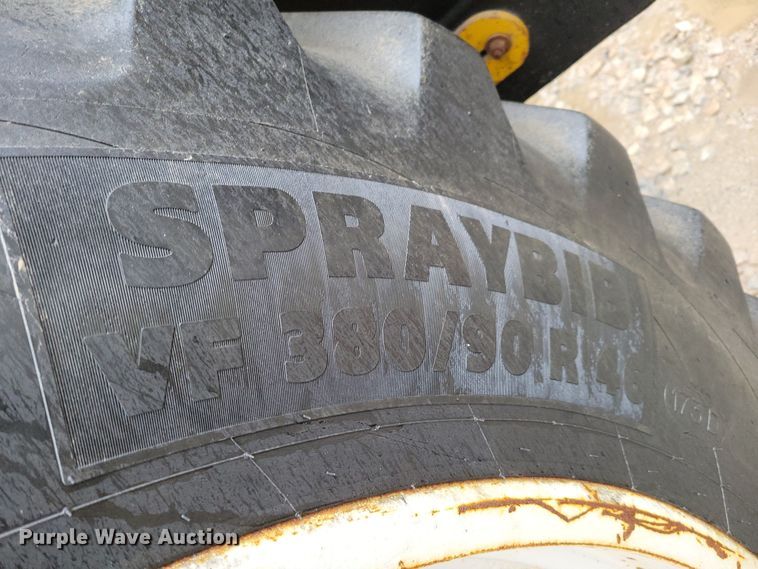 SPRAYBIB
VF 380/90 R 46
Purple Wave Auction®